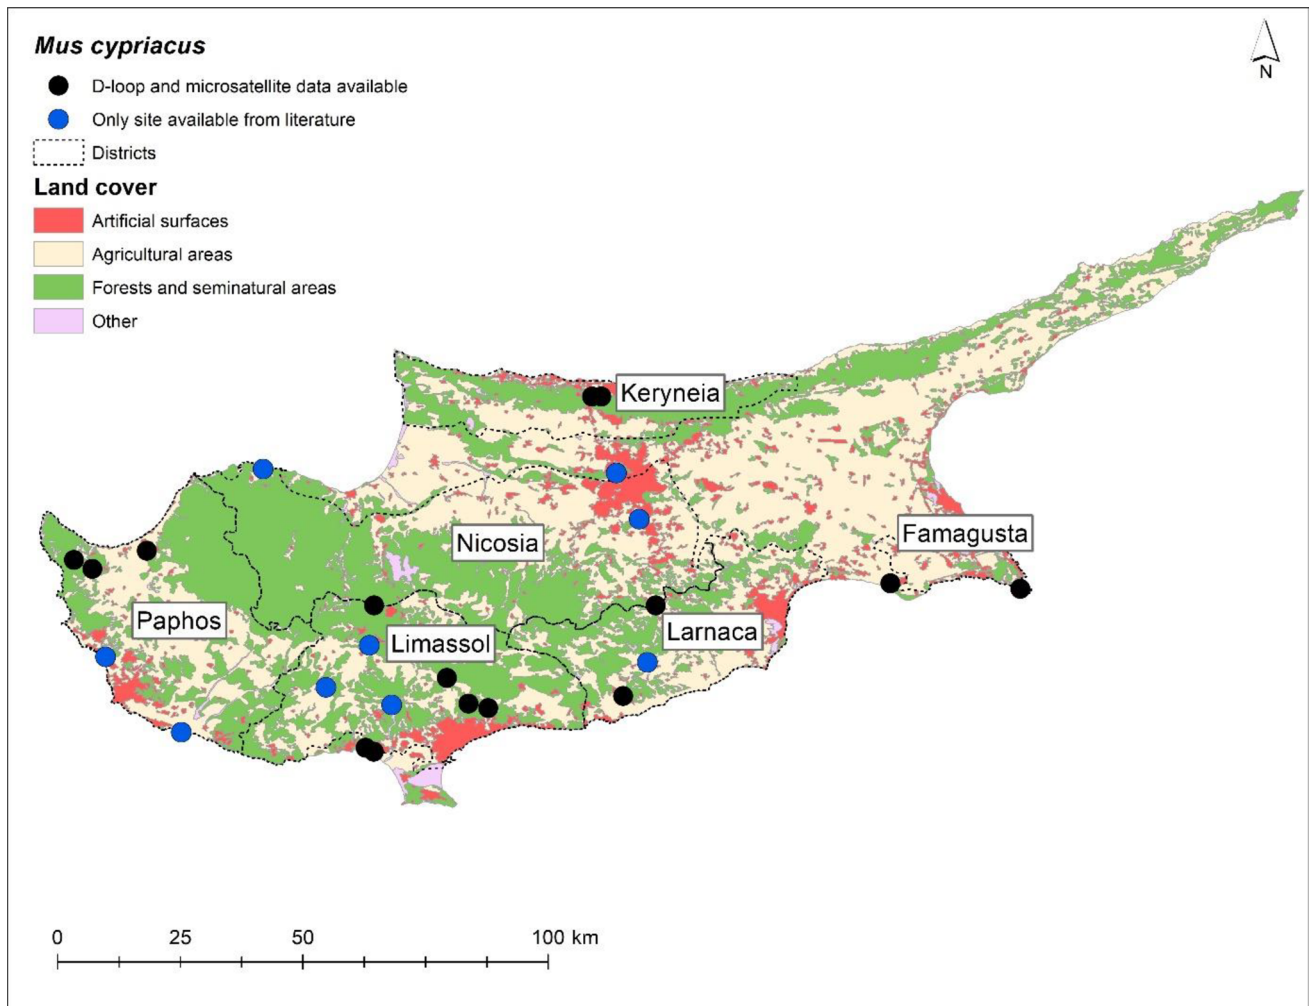 Mus cypriacus
D-loop and microsatellite data available
Only site available from literature
Districts
Land cover
Artificial surfaces
Agricultural areas
Forests and seminatural areas
Other
N
Keryneia
Nicosia
Famagusta
Paphos
Limassol
Larnaca
0 25 50 100 km